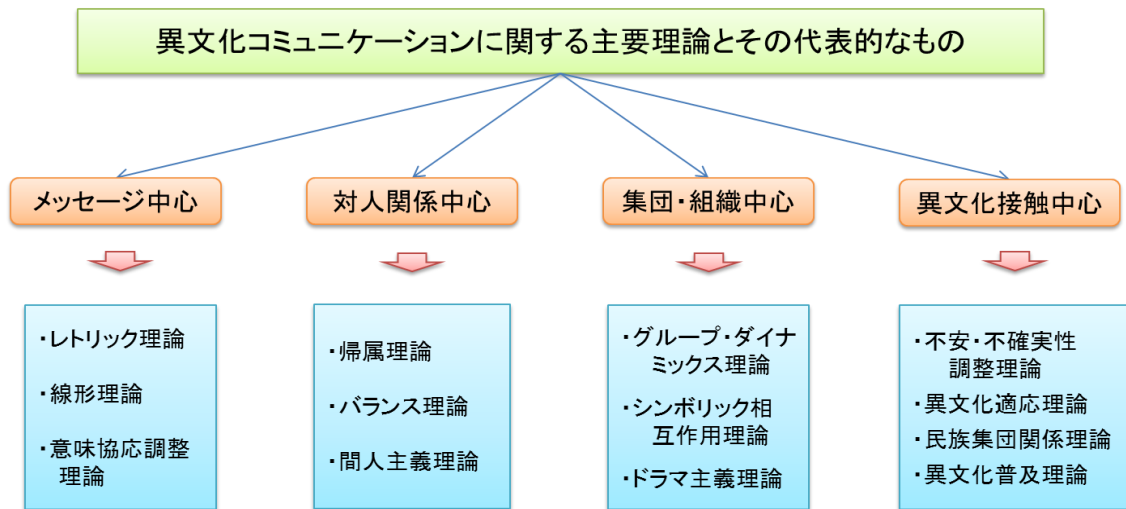 異文化コミュニケーションに関する主要理論とその代表的なもの
メッセージ中心
対人関係中心
集団・組織中心
異文化接触中心
・レトリック理論
・線形理論
・意味協応調整
理論
・帰属理論
・バランス理論
・間人主義理論
・グループ・ダイナ
ミックス理論
・シンボリック相
互作用理論
・ドラマ主義理論
・不安・不確実性
調整理論
・異文化適応理論
・民族集団関係理論
・異文化普及理論